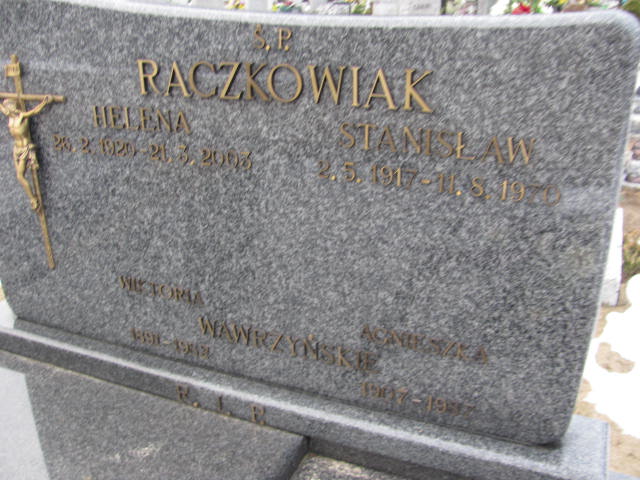 Ś. P.
RACZKOWIAK
HELENA
26. 2. 1920 - 21. 3. 2003
STANISŁAW
2. 5. 1917 - 11. 8. 1970
WIKTORIA
WAWRZYŃSKIE
AGNIESZKA